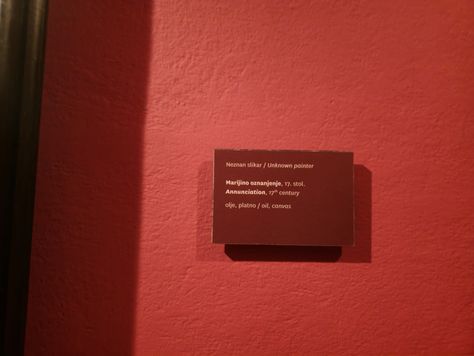 Neznan slikar / Unknown painter
Marijino oznanjenje, 17. stol.
Annunciation, 17th century
olje, platno / oil, canvas